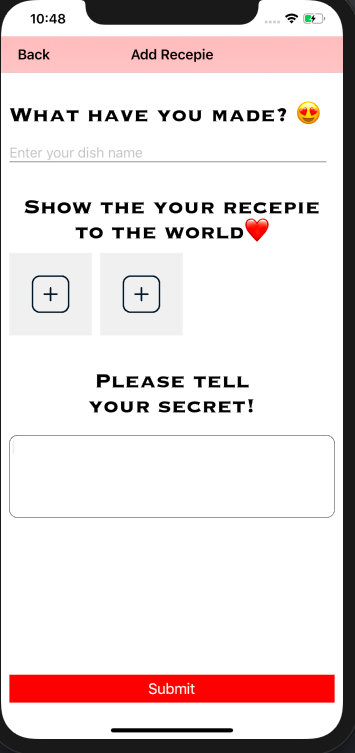 10:48
Back Add Recepie
What have you made? 😍
Enter your dish name
Show the your recepie
to the world❤️
Please tell
your secret!
Submit